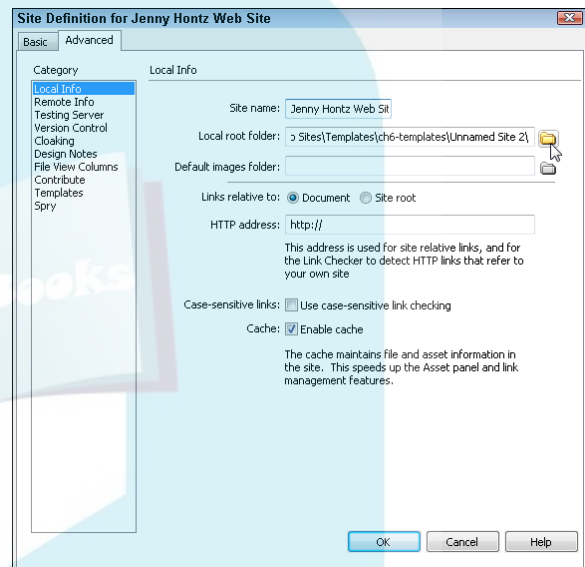 Site Definition for Jenny Hontz Web Site
Basic
Advanced
Category
Local Info
Remote Info
Testing Server
Version Control
Cloaking
Design Notes
File View Columns
Contribute
Templates
Spry
Local Info
Site name: Jenny Hontz Web Sit
Local root folder: Sites\Templates\ch6-templates\Unnamed Site 2\
Default images folder:
Links relative to: Document Site root
HTTP address: http://
This address is used for site relative links, and for
the Link Checker to detect HTTP links that refer to
your own site
Case-sensitive links: Use case-sensitive link checking
Cache: Enable cache
The cache maintains file and asset information in
the site. This speeds up the Asset panel and link
management features.
OK
Cancel
Help
Books